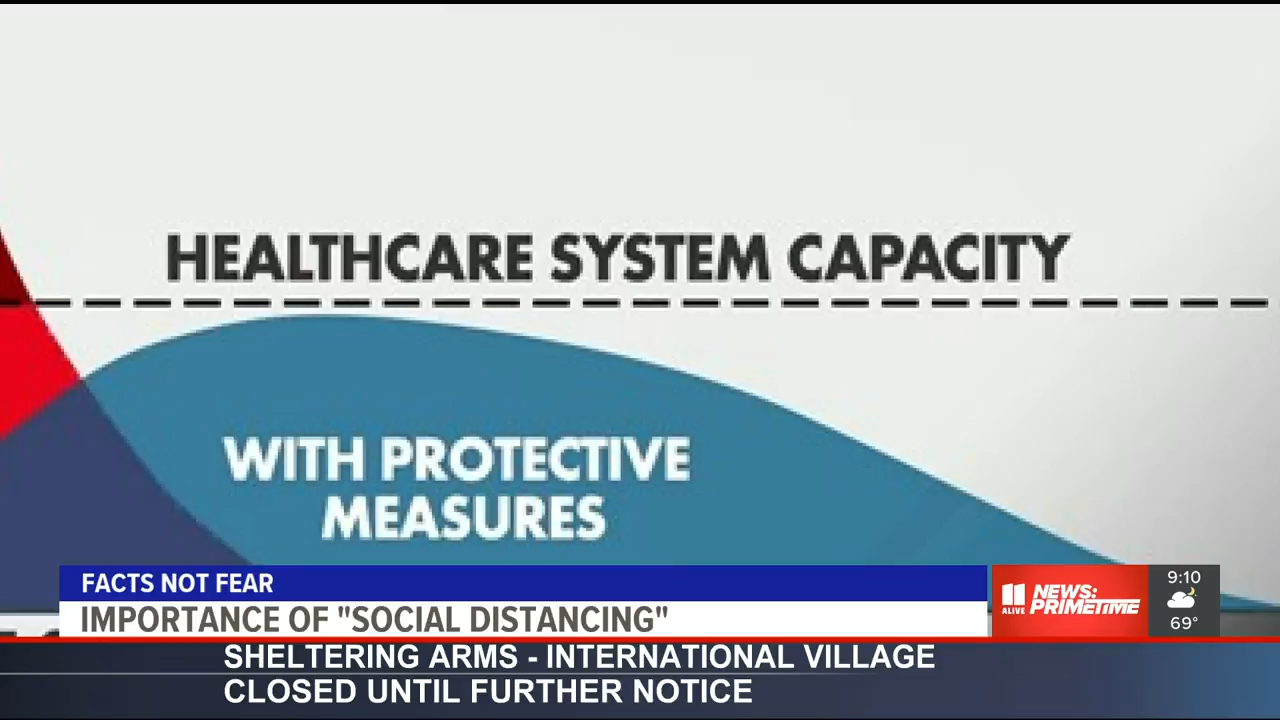 HEALTHCARE SYSTEM CAPACITY
WITH PROTECTIVE
MEASURES
FACTS NOT FEAR
IMPORTANCE OF "SOCIAL DISTANCING"
11
ALIVE
NEWS:
PRIMETIME
9:10
69°
SHELTERING ARMS - INTERNATIONAL VILLAGE
CLOSED UNTIL FURTHER NOTICE